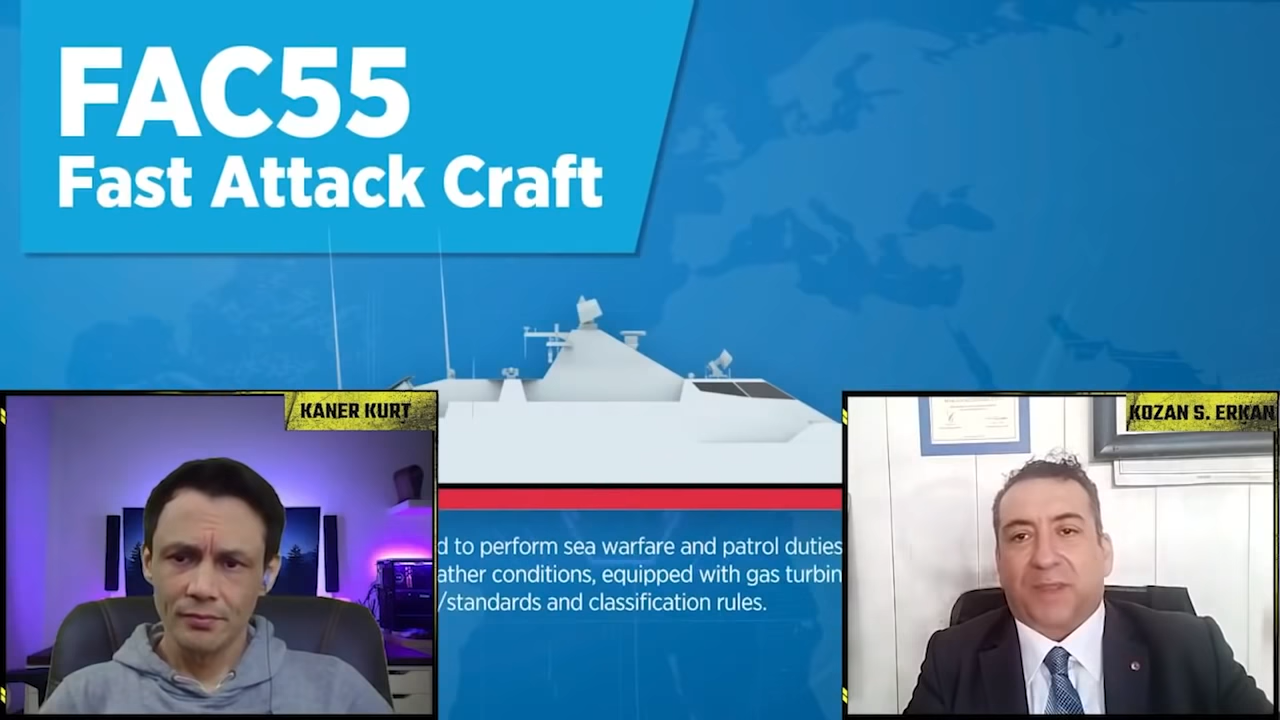 FAC55
Fast Attack Craft
KANER KURT
KOZAN S. ERKAN
d to perform sea warfare and patrol duties
ather conditions, equipped with gas turbin
/standards and classification rules.